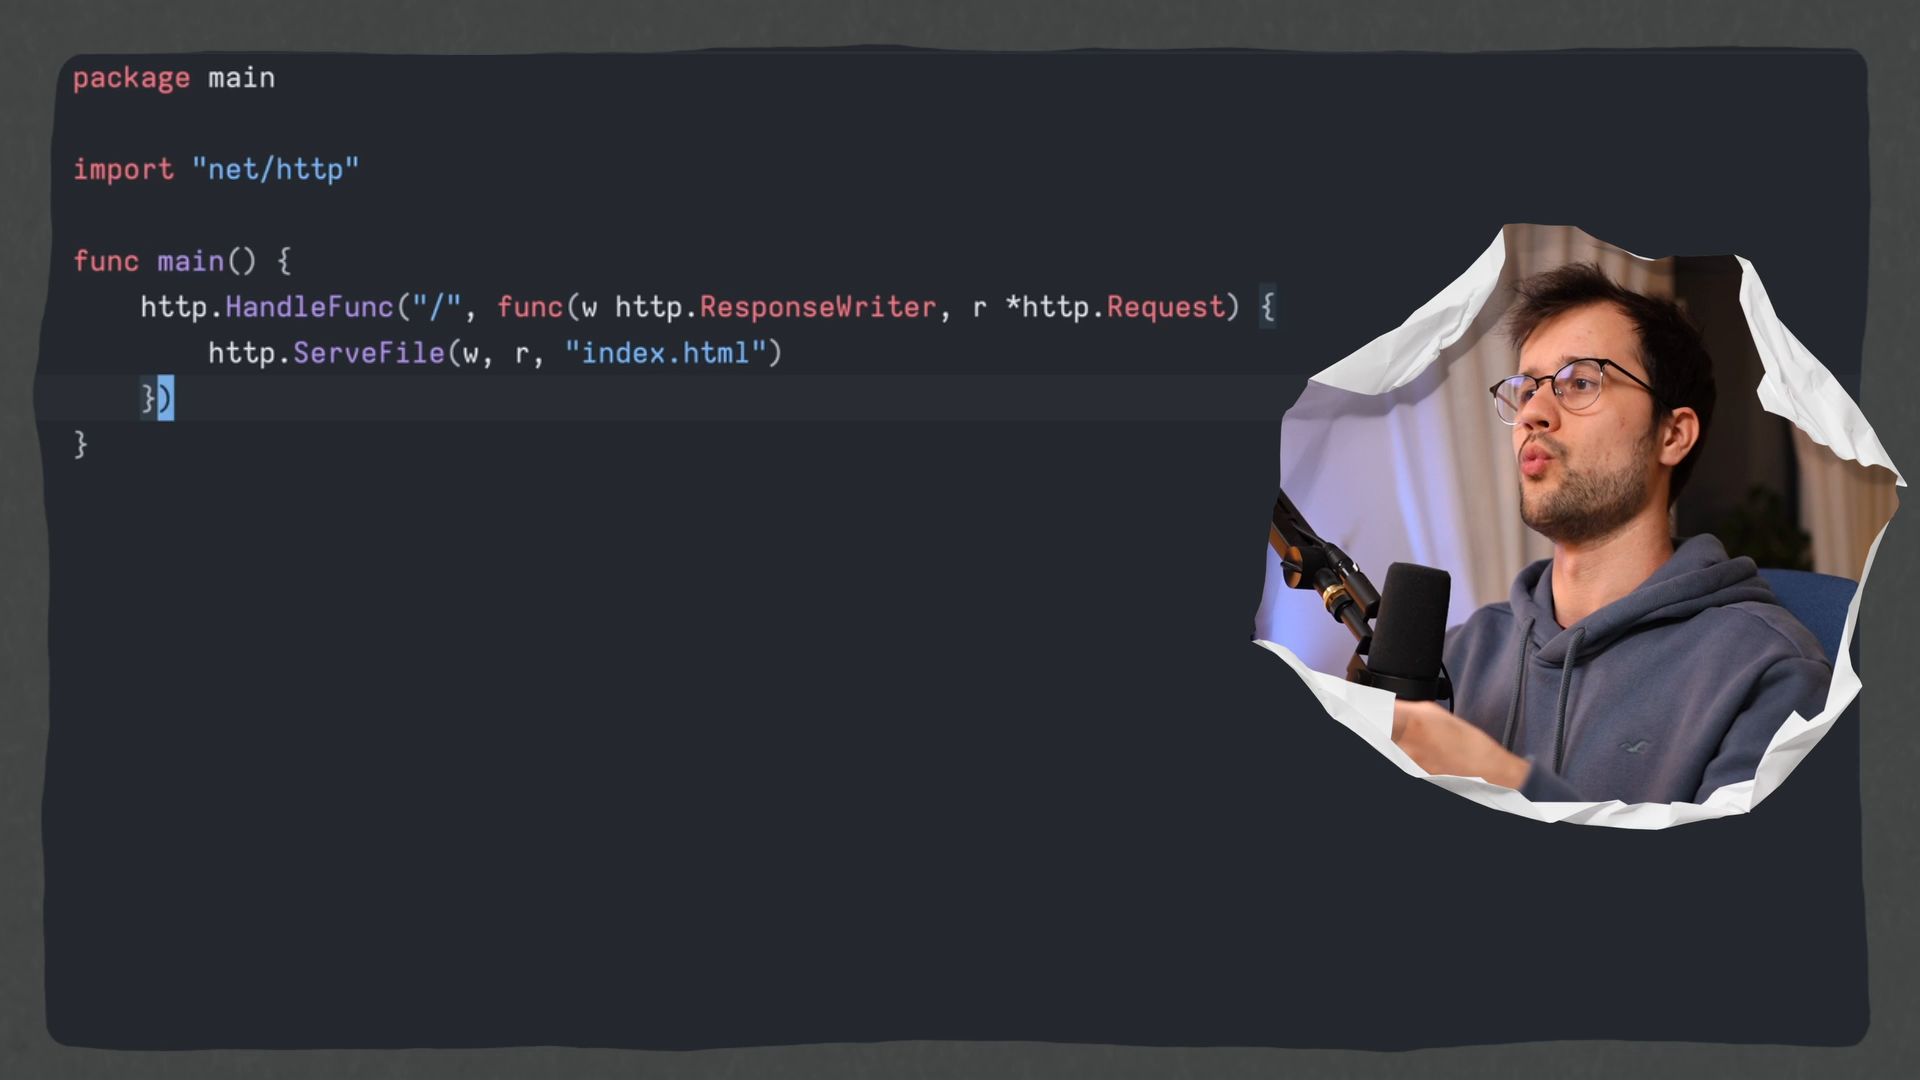 package main
import "net/http"
func main() {
    http.HandleFunc("/", func(w http.ResponseWriter, r *http.Request) {
        http.ServeFile(w, r, "index.html")
    })
}